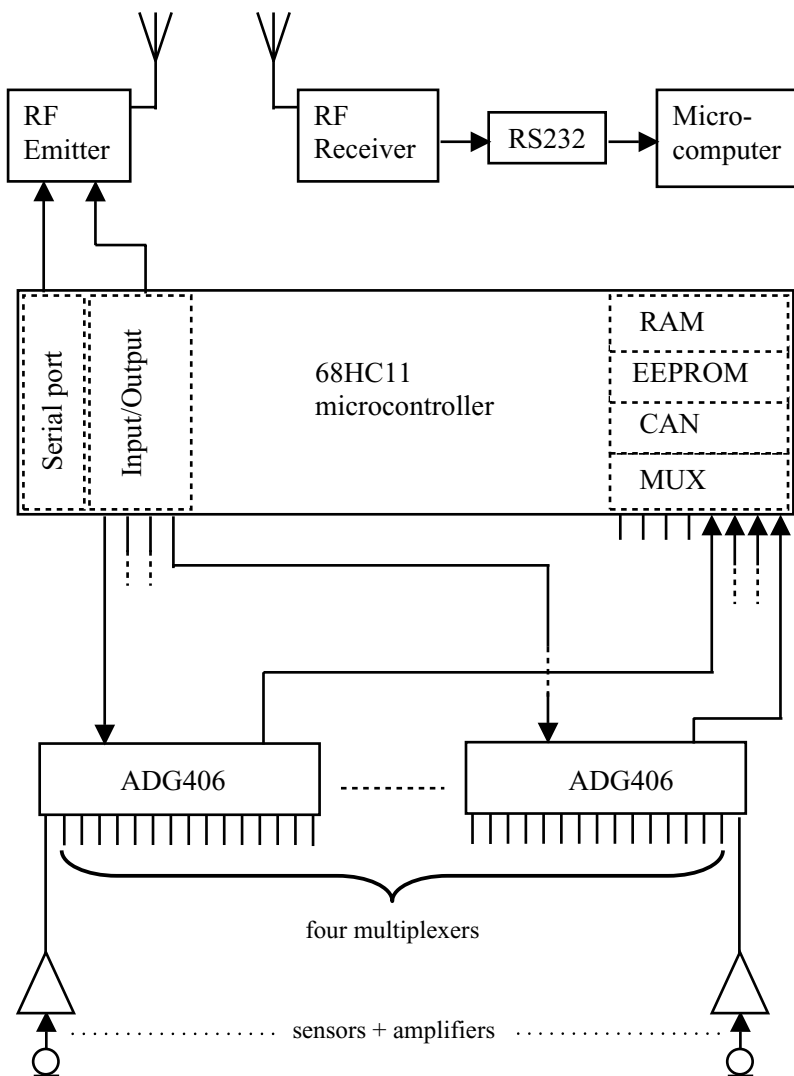 RF
Emitter
RF
Receiver
RS232
Micro-
computer
Serial port
Input/Output
68HC11
microcontroller
RAM
EEPROM
CAN
MUX
ADG406
ADG406
four multiplexers
sensors + amplifiers